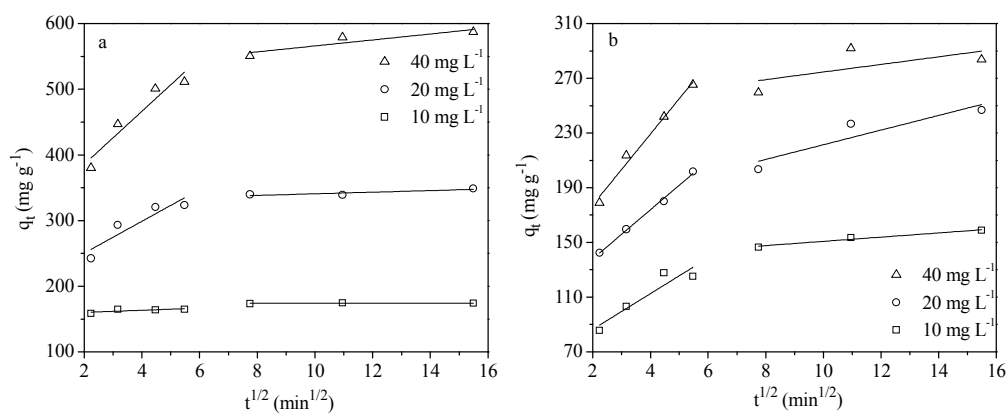 a
600
500
400
300
200
100
q_t (mg g⁻¹)
△ 40 mg L⁻¹
○ 20 mg L⁻¹
□ 10 mg L⁻¹
2 4 6 8 10 12 14 16
t^1/2 (min^1/2)
b
310
270
230
190
150
110
70
q_t (mg g⁻¹)
△ 40 mg L⁻¹
○ 20 mg L⁻¹
□ 10 mg L⁻¹
2 4 6 8 10 12 14 16
t^1/2 (min^1/2)